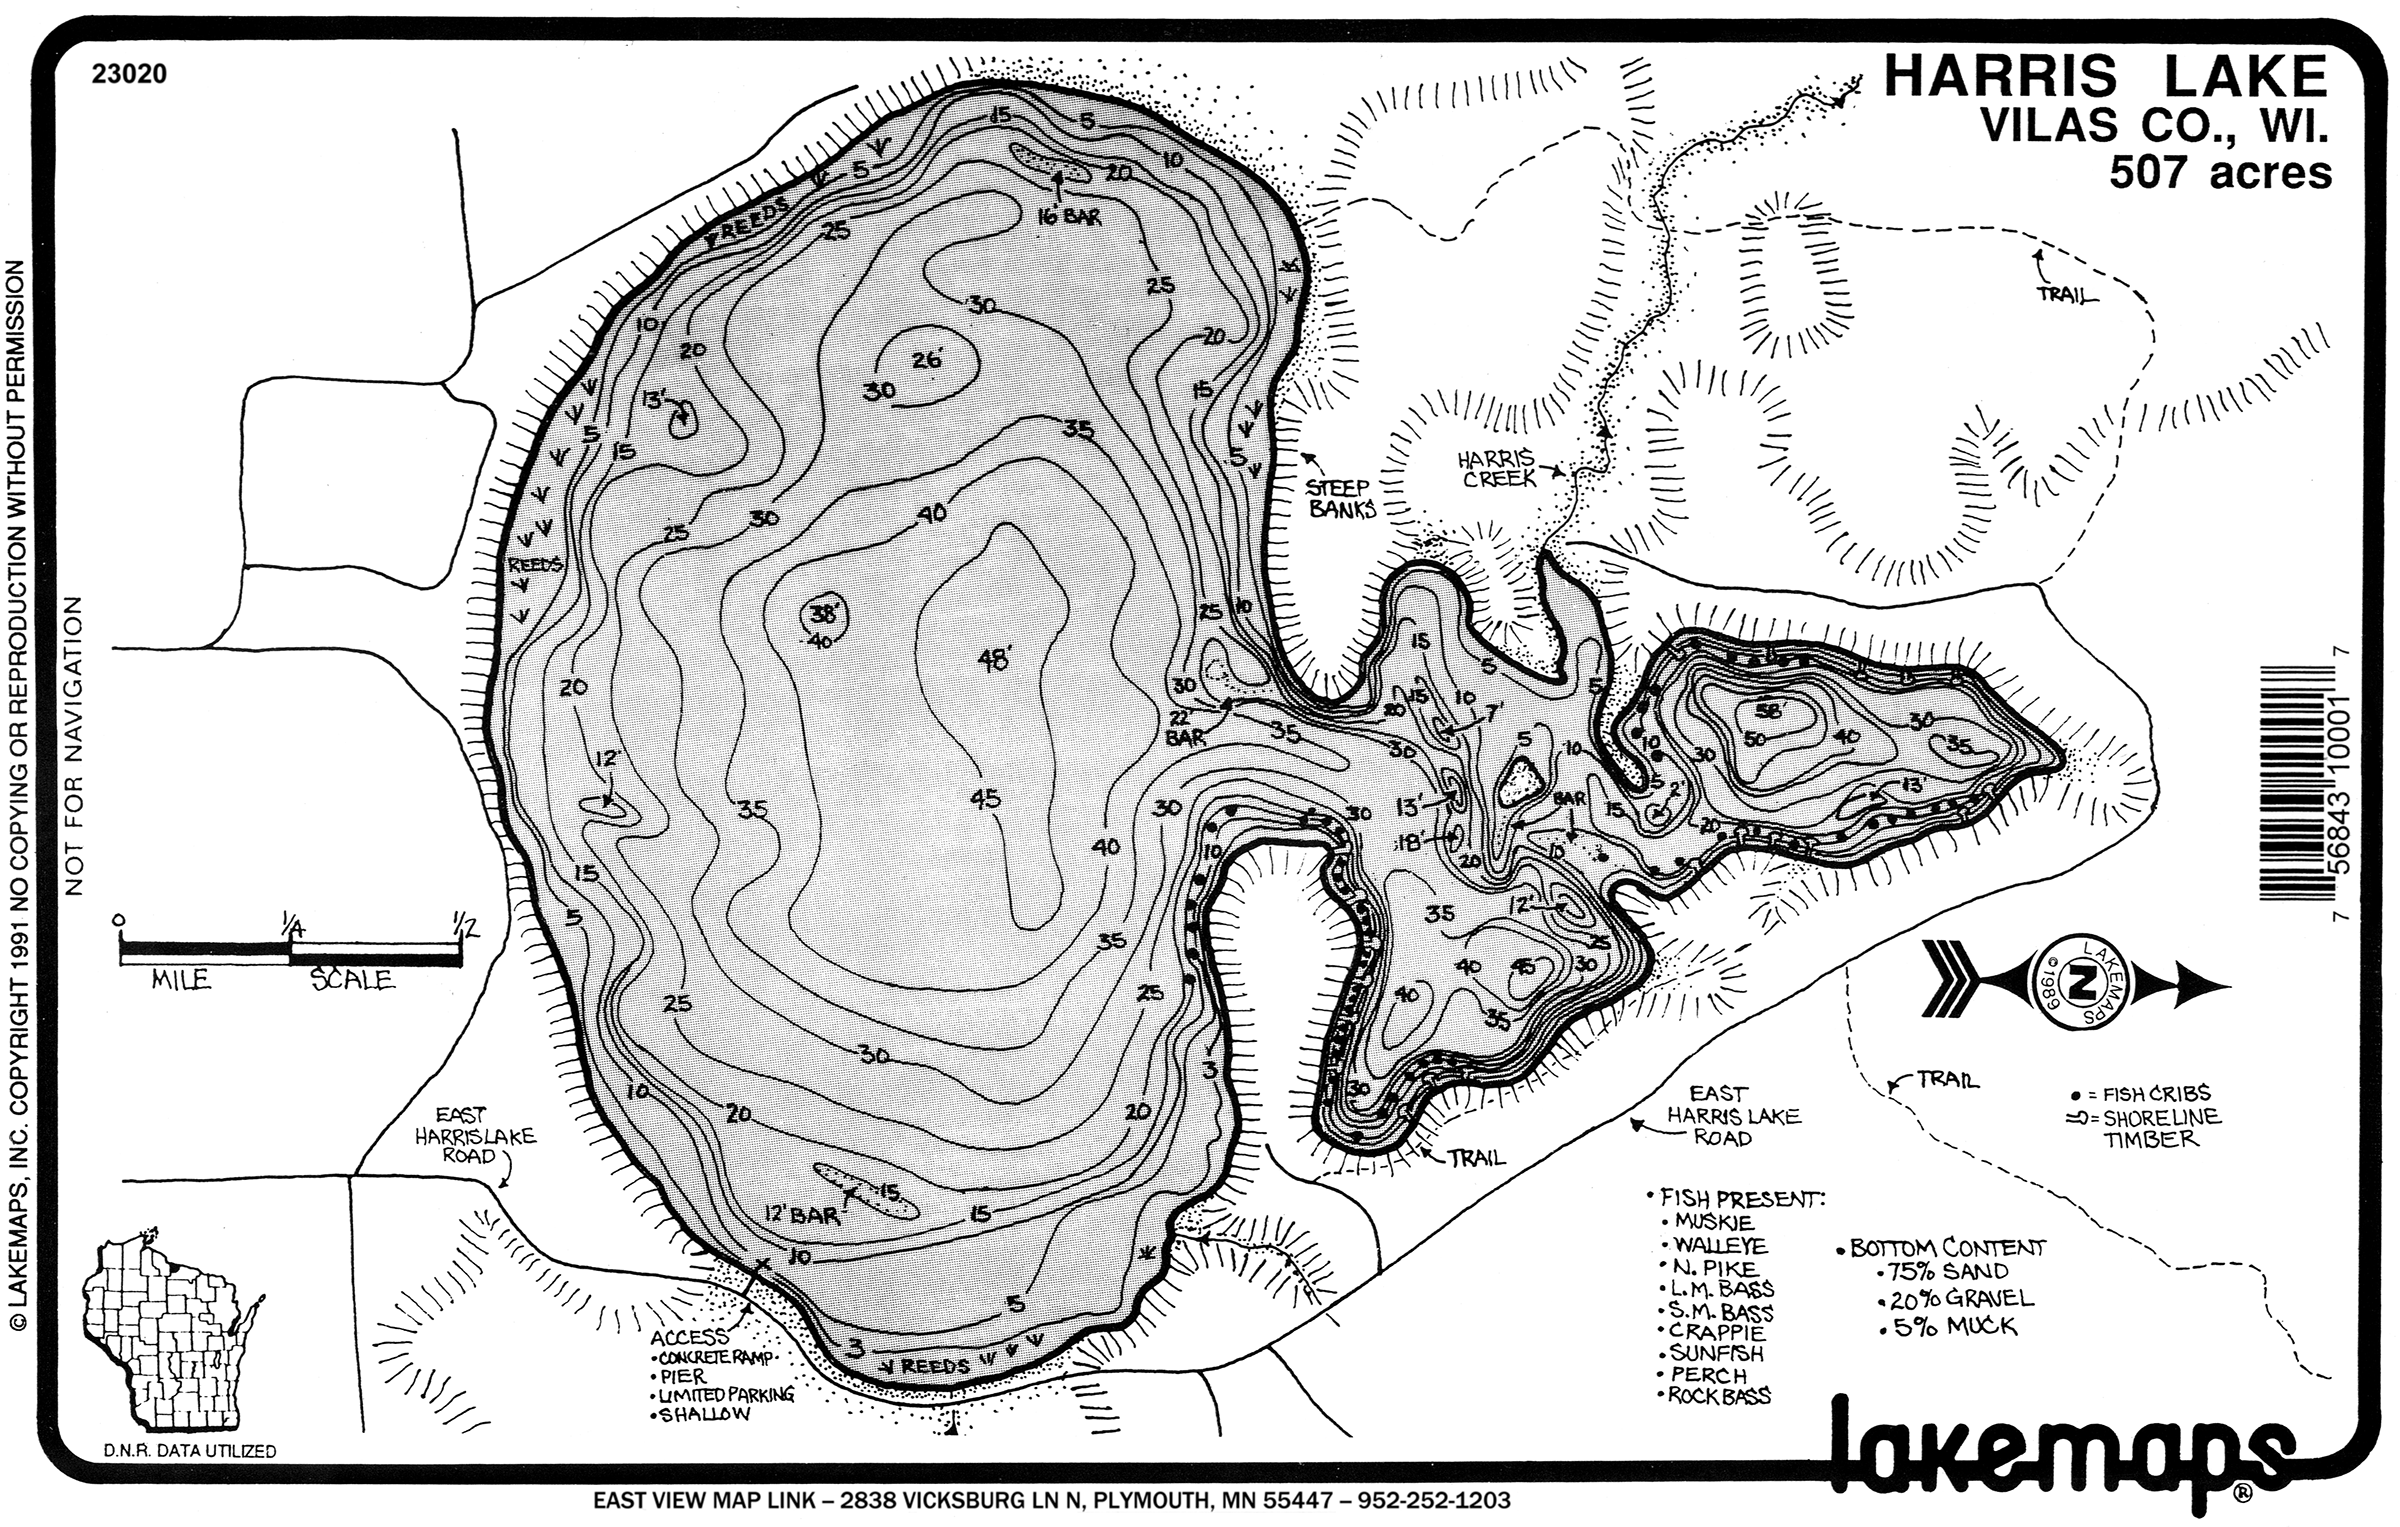 23020
HARRIS LAKE
VILAS CO., WI.
507 acres
© LAKEMAPS, INC. COPYRIGHT 1991 NO COPYING OR REPRODUCTION WITHOUT PERMISSION
NOT FOR NAVIGATION
15
5
10
5
20
16' BAR
REEDS
25
25
30
TRAIL
10
20
20
26'
30
15
13'
35
5
15
5
HARRIS
CREEK
STEEP
BANKS
40
30
25
REEDS
38'
40
25
10
15
5
48'
20
30
5
15
10
20
7'
22'
BAR
35
58'
30
50
40
35
5
10
10
30
30
12'
5
2'
13'
45
35
30
30
13'
BAR
15
20
18'
40
10
10
20
15
5
35
12'
35
25
40
45
30
25
40
25
35
30
3
10
30
20
20
0
1/4
1/2
MILE SCALE
LAKEMAPS
N
©1989
TRAIL
EAST
HARRIS LAKE
ROAD
• = FISH CRIBS
= SHORELINE
TIMBER
EAST
HARRIS LAKE
ROAD
TRAIL
15
12' BAR
15
10
5
3
REEDS
ACCESS
• CONCRETE RAMP
• PIER
• LIMITED PARKING
• SHALLOW
• FISH PRESENT:
• MUSKIE
• WALLEYE
• N. PIKE
• L.M. BASS
• S.M. BASS
• CRAPPIE
• SUNFISH
• PERCH
• ROCK BASS
• BOTTOM CONTENT
• 75% SAND
• 20% GRAVEL
• 5% MUCK
7 56843 10001 7
D.N.R. DATA UTILIZED
lakemaps®
EAST VIEW MAP LINK – 2838 VICKSBURG LN N, PLYMOUTH, MN 55447 – 952-252-1203